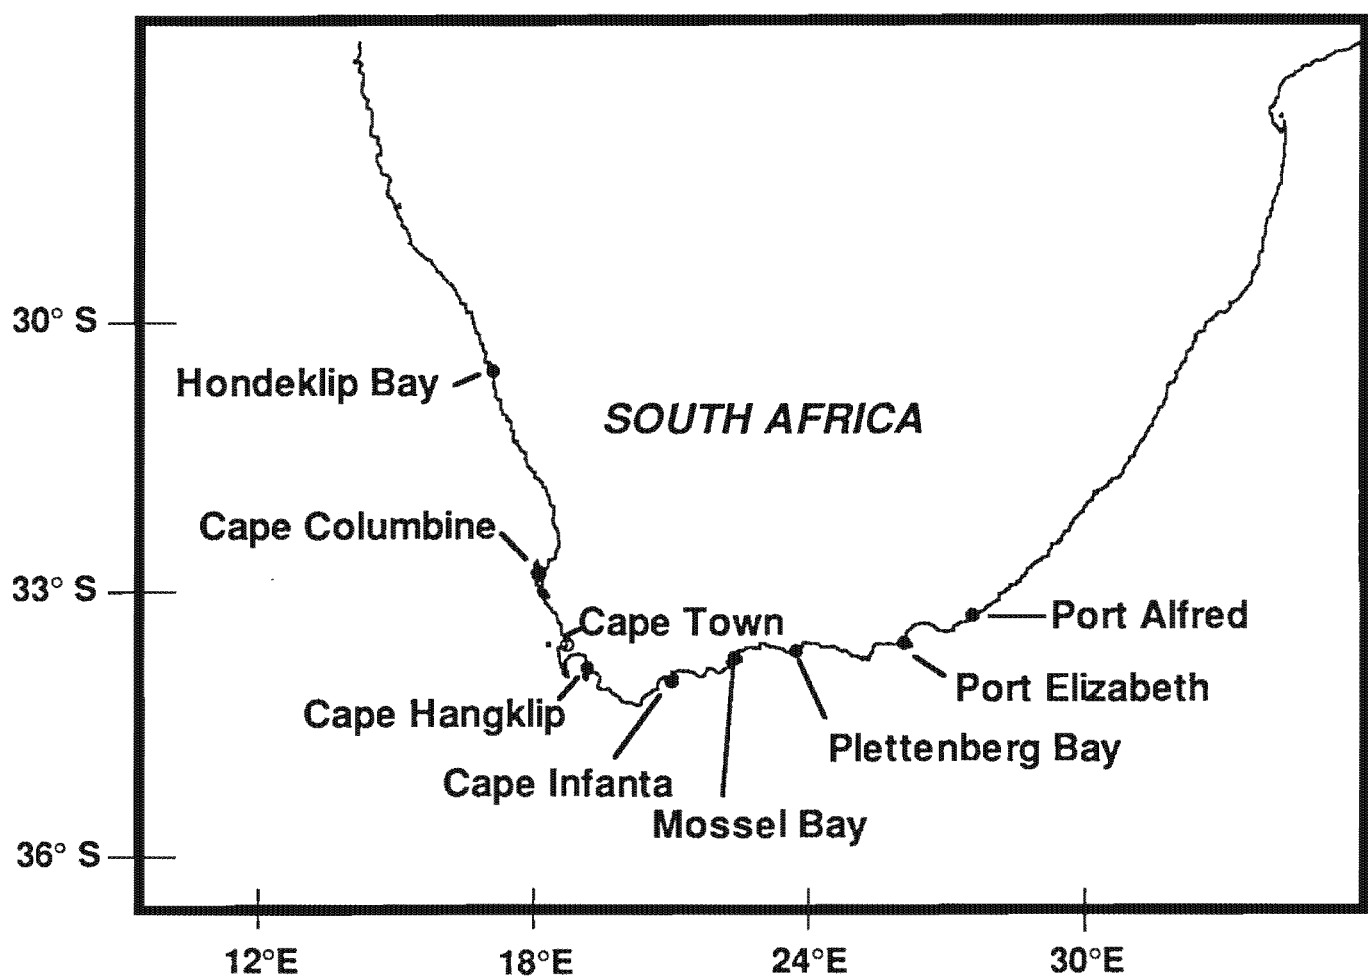 30° S
Hondeklip Bay
SOUTH AFRICA
Cape Columbine
33° S
Cape Town
Port Alfred
Port Elizabeth
Cape Hangklip
Plettenberg Bay
Cape Infanta
Mossel Bay
36° S
12°E
18°E
24°E
30°E